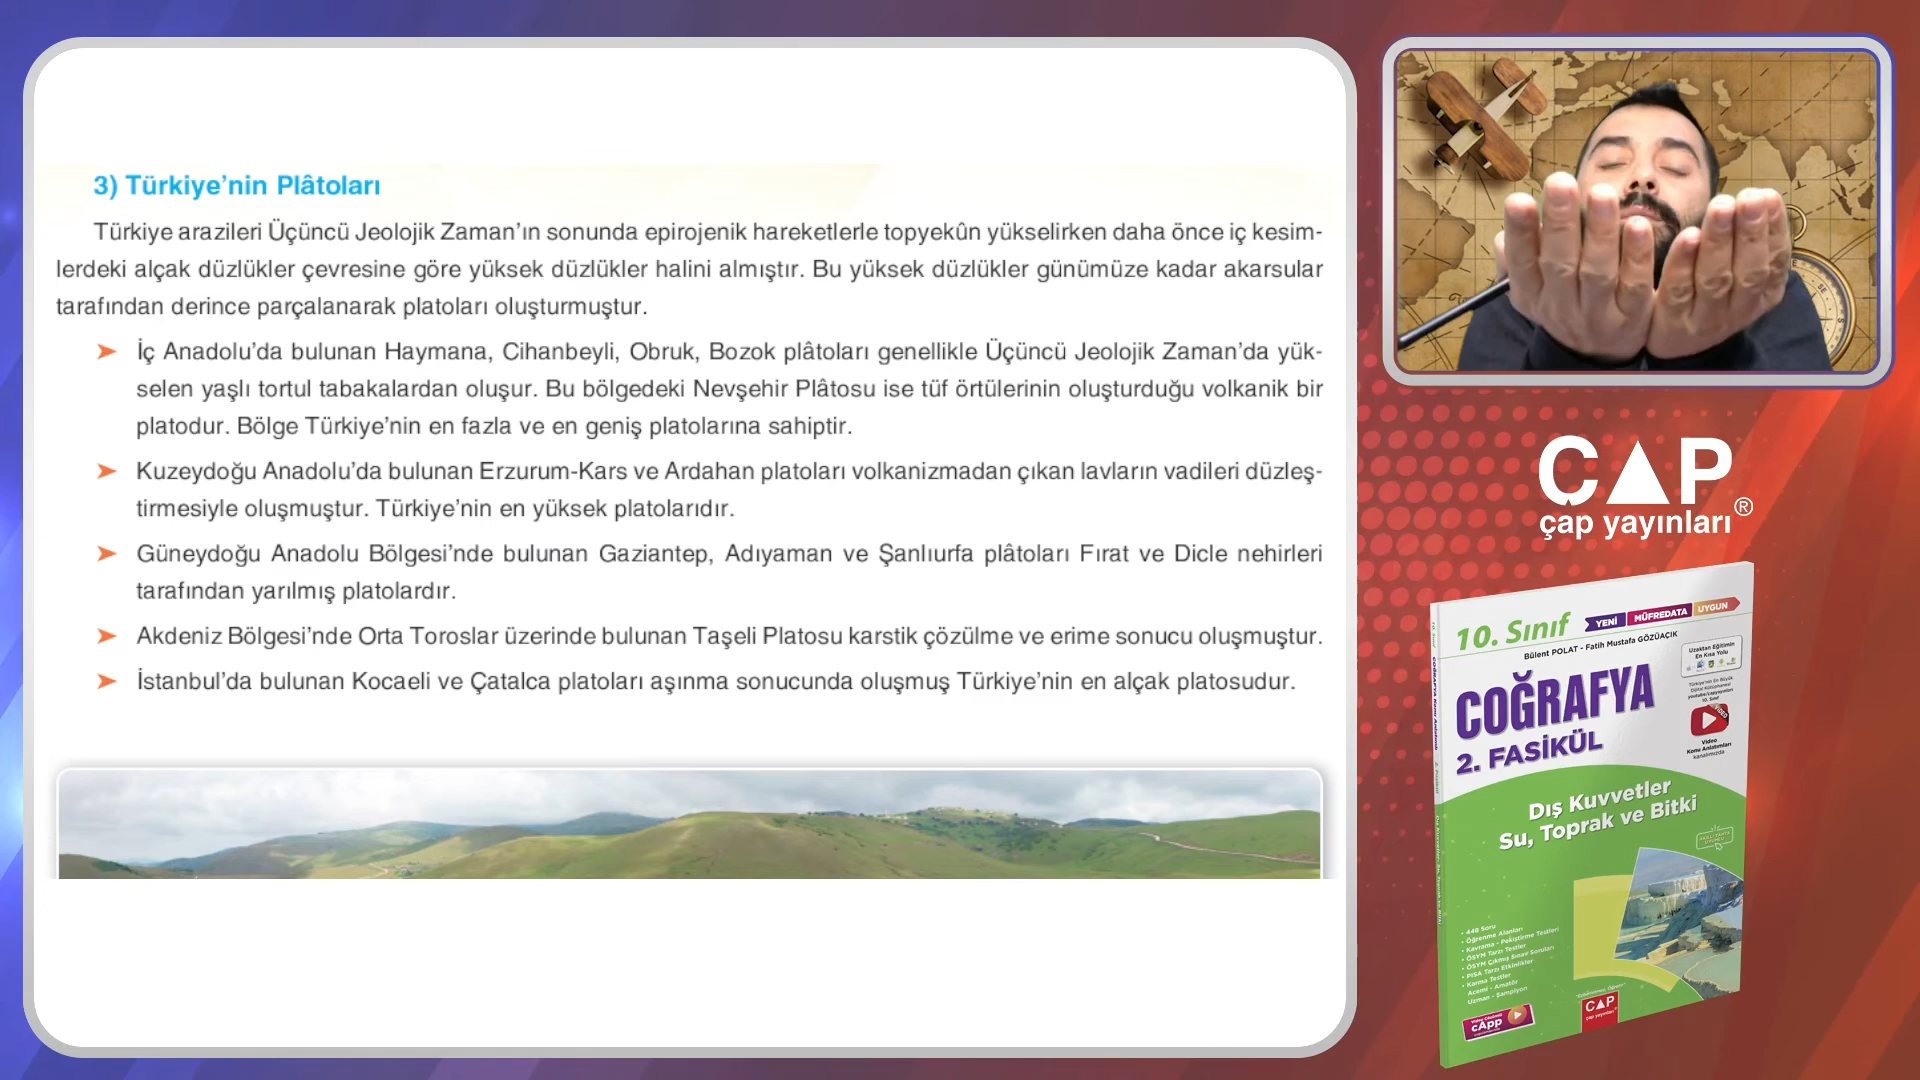 3) Türkiye'nin Plâtoları
Türkiye arazileri Üçüncü Jeolojik Zaman'ın sonunda epirojenik hareketlerle topyekûn yükselirken daha önce iç kesim-
lerdeki alçak düzlükler çevresine göre yüksek düzlükler halini almıştır. Bu yüksek düzlükler günümüze kadar akarsular
tarafından derince parçalanarak platoları oluşturmuştur.
➤ İç Anadolu'da bulunan Haymana, Cihanbeyli, Obruk, Bozok plâtoları genellikle Üçüncü Jeolojik Zaman'da yük-
selen yaşlı tortul tabakalardan oluşur. Bu bölgedeki Nevşehir Plâtosu ise tüf örtülerinin oluşturduğu volkanik bir
platodur. Bölge Türkiye'nin en fazla ve en geniş platolarına sahiptir.
➤ Kuzeydoğu Anadolu'da bulunan Erzurum-Kars ve Ardahan platoları volkanizmadan çıkan lavların vadileri düzleş-
tirmesiyle oluşmuştur. Türkiye'nin en yüksek platolarıdır.
➤ Güneydoğu Anadolu Bölgesi'nde bulunan Gaziantep, Adıyaman ve Şanlıurfa plâtoları Fırat ve Dicle nehirleri
tarafından yarılmış platolardır.
➤ Akdeniz Bölgesi'nde Orta Toroslar üzerinde bulunan Taşeli Platosu karstik çözülme ve erime sonucu oluşmuştur.
➤ İstanbul'da bulunan Kocaeli ve Çatalca platoları aşınma sonucunda oluşmuş Türkiye'nin en alçak platosudur.
ÇAP®
çap yayınları
10. Sınıf
YENİ MÜFREDATA UYGUN
Bülent POLAT - Fatih Mustafa GÖZÜAÇIK
Uzaktan Eğitimin
En Kısa Yolu
COĞRAFYA
2. FASİKÜL
Video
Konu Anlatımları
kanalımızda
Dış Kuvvetler
Su, Toprak ve Bitki
• 448 Soru
• Öğrenme Alanları
• Kavrama - Pekiştirme Testleri
• ÖSYM Tarzı Testler
• ÖSYM Çıkmış Sınav Soruları
• PISA Tarzı Etkinlikler
• Karma Testler
Acemi - Amatör
Uzman - Şampiyon
cApp
ÇAP
çap yayınları